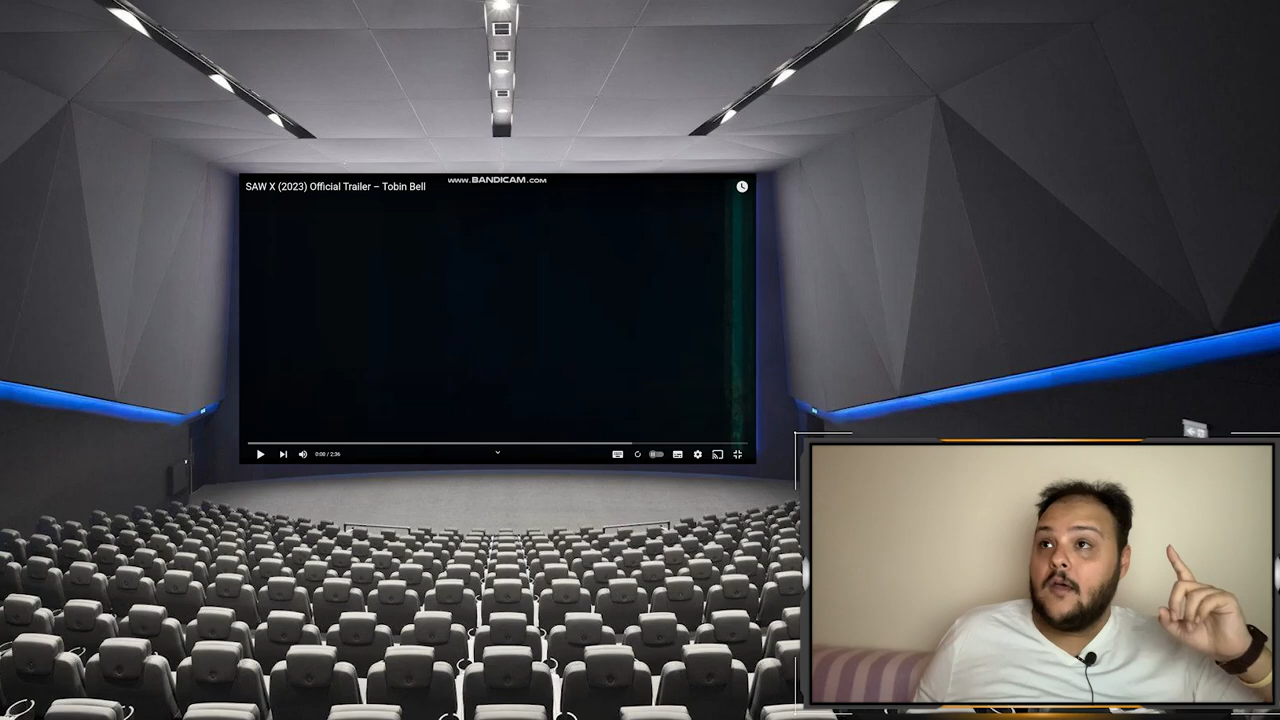 www.BANDICAM.com
SAW X (2023) Official Trailer – Tobin Bell
0:00 / 2:36